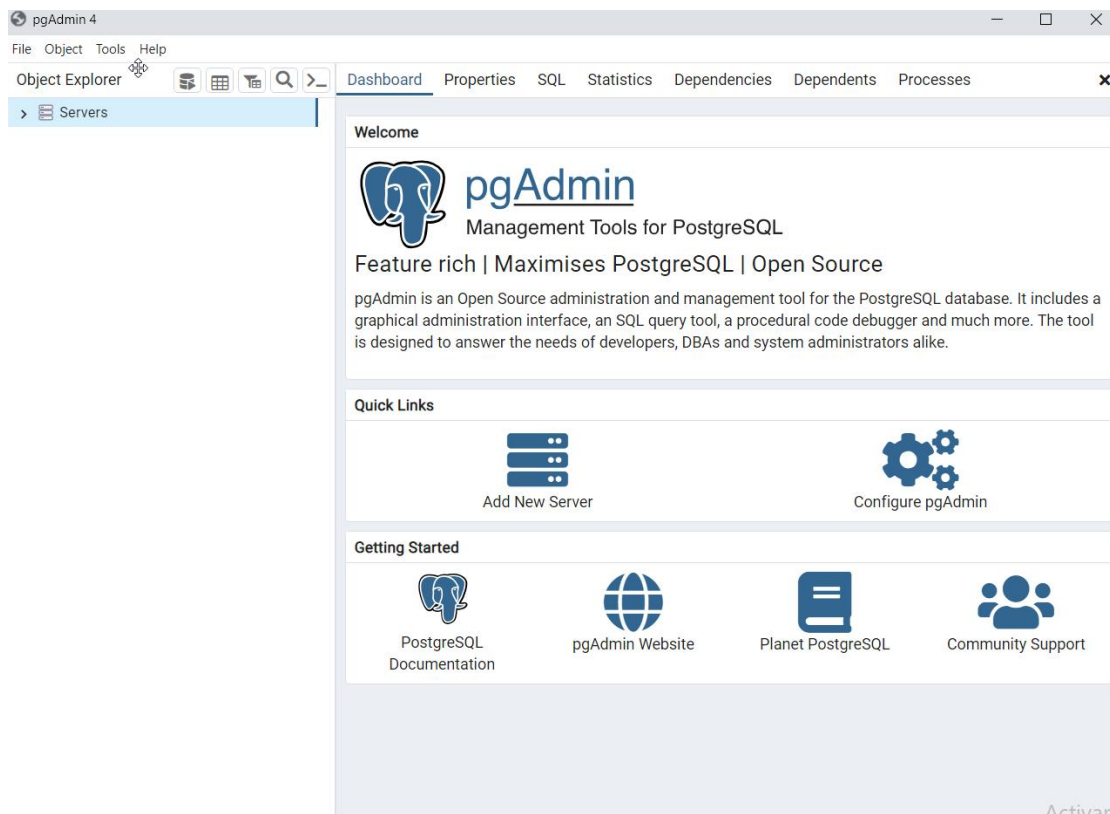 pgAdmin 4
File Object Tools Help
Object Explorer
Dashboard Properties SQL Statistics Dependencies Dependents Processes
Servers
Welcome
pgAdmin
Management Tools for PostgreSQL
Feature rich | Maximises PostgreSQL | Open Source
pgAdmin is an Open Source administration and management tool for the PostgreSQL database. It includes a
graphical administration interface, an SQL query tool, a procedural code debugger and much more. The tool
is designed to answer the needs of developers, DBAs and system administrators alike.
Quick Links
Add New Server
Configure pgAdmin
Getting Started
PostgreSQL
Documentation
pgAdmin Website
Planet PostgreSQL
Community Support